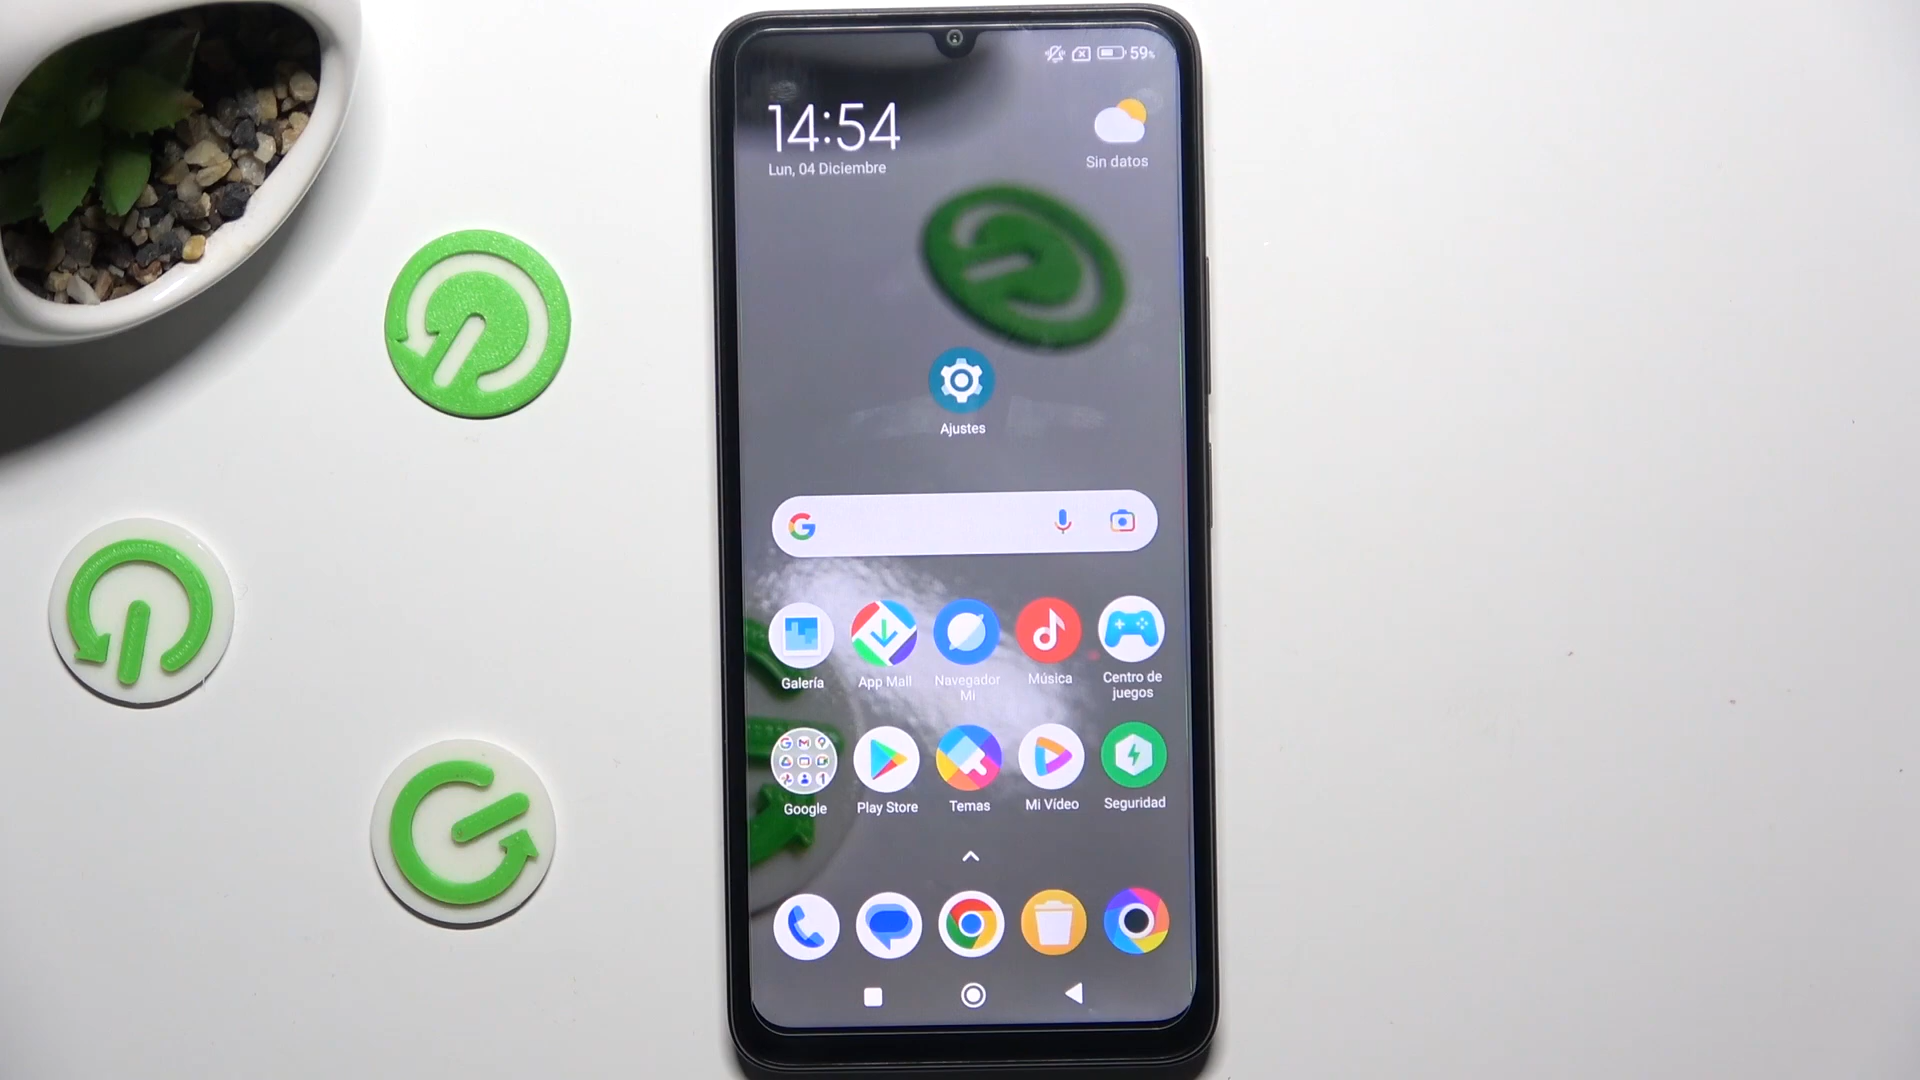 59%
14:54
Lun, 04 Diciembre
Sin datos
Ajustes
Galería
App Mall
Navegador
Mi
Música
Centro de
juegos
Google
Play Store
Temas
Mi Vídeo
Seguridad